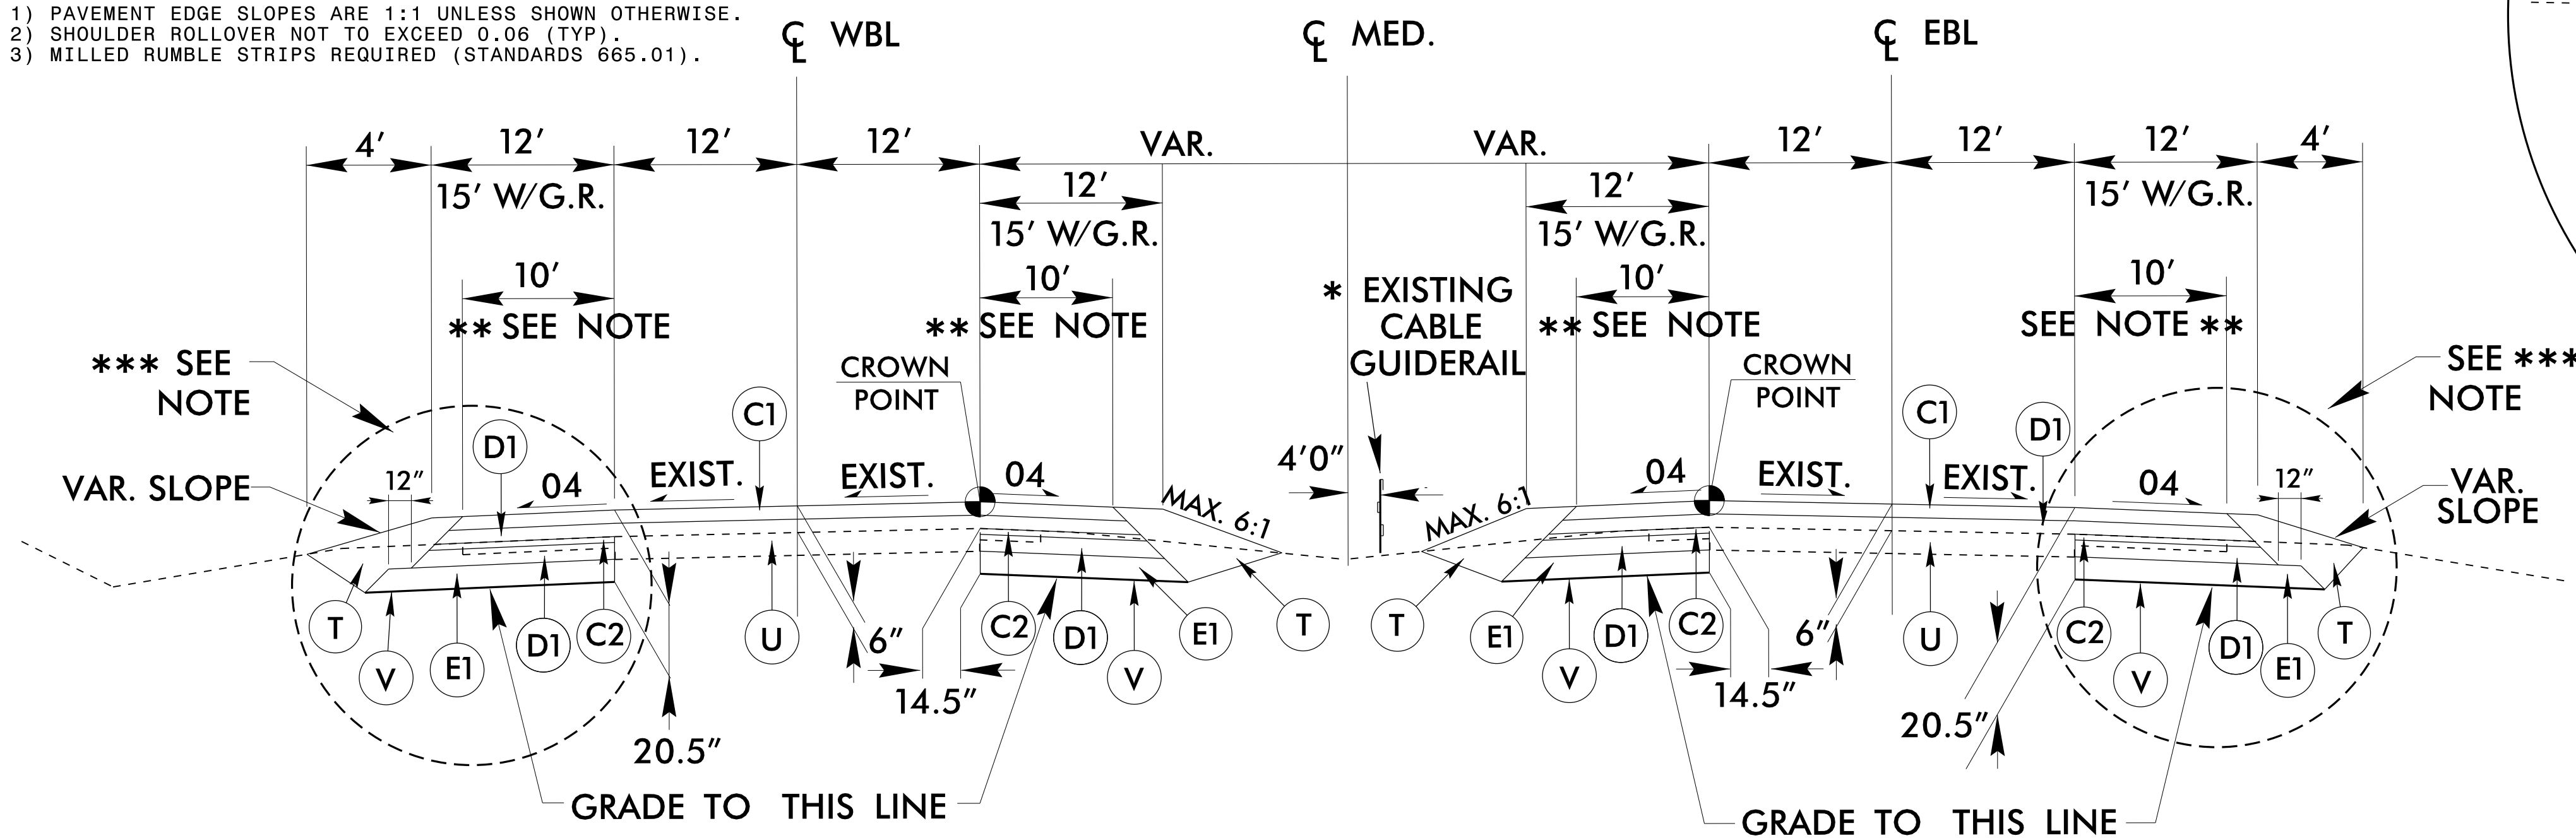 1) PAVEMENT EDGE SLOPES ARE 1:1 UNLESS SHOWN OTHERWISE.
2) SHOULDER ROLLOVER NOT TO EXCEED 0.06 (TYP).
3) MILLED RUMBLE STRIPS REQUIRED (STANDARDS 665.01).
℄ WBL
℄ MED.
℄ EBL
4'
12'
12'
12'
VAR.
VAR.
12'
12'
12'
4'
15' W/G.R.
12'
12'
15' W/G.R.
15' W/G.R.
15' W/G.R.
10'
10'
10'
10'
** SEE NOTE
** SEE NOTE
* EXISTING
CABLE
GUIDERAIL
** SEE NOTE
SEE NOTE **
*** SEE
NOTE
CROWN
POINT
CROWN
POINT
SEE ***
NOTE
C1
C1
D1
D1
VAR. SLOPE
12"
04
EXIST.
EXIST.
04
MAX. 6:1
4'0"
MAX. 6:1
04
EXIST.
EXIST.
04
12"
VAR.
SLOPE
T
V
E1
D1
C2
U
6"
C2
D1
V
E1
T
T
E1
V
D1
C2
6"
U
C2
V
D1
E1
T
20.5"
14.5"
14.5"
20.5"
GRADE TO THIS LINE
GRADE TO THIS LINE